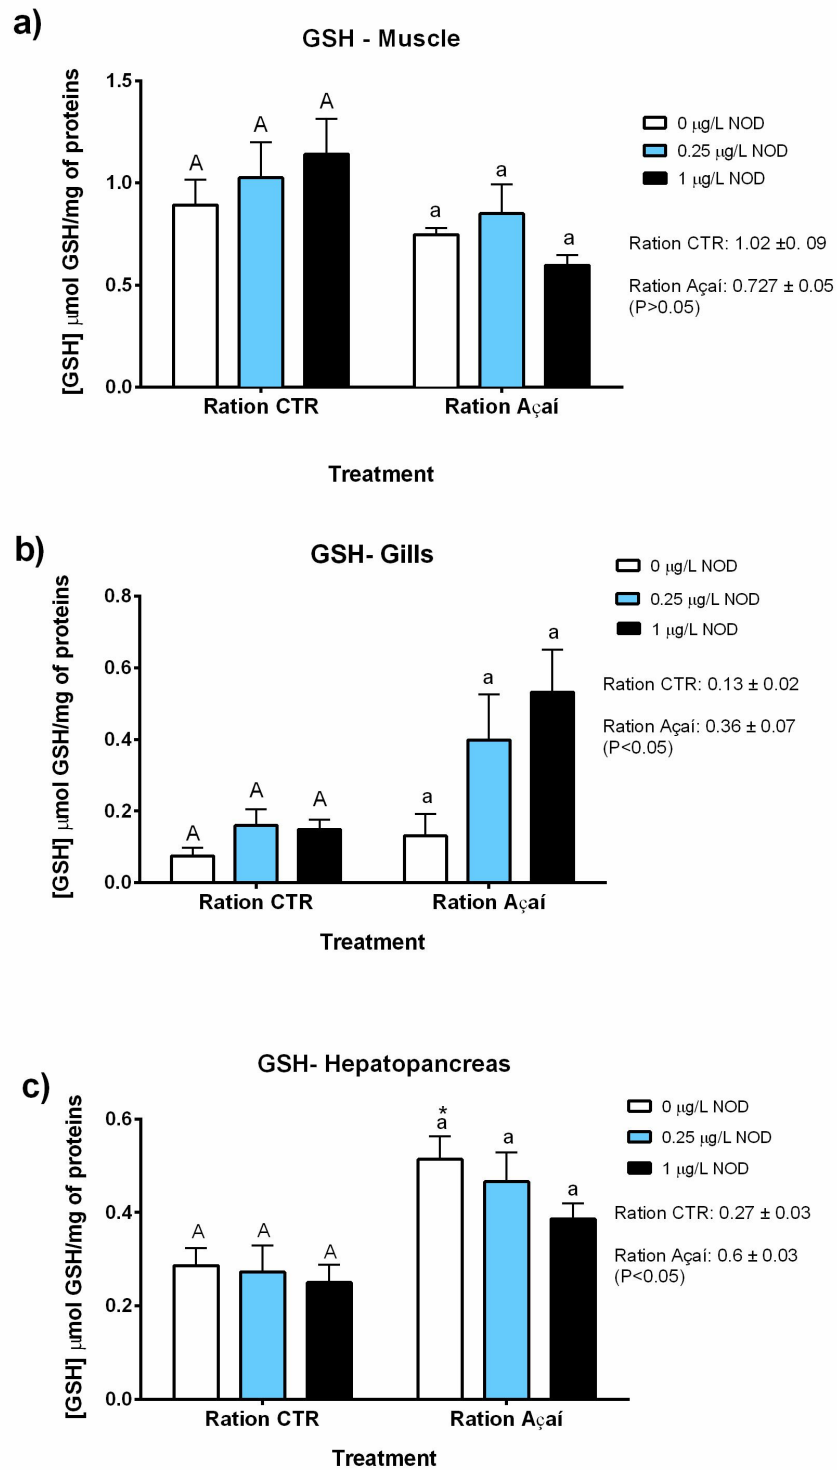 a)
GSH - Muscle
[GSH] µmol GSH/mg of proteins
1.5
1.0
0.5
0.0
A
A
A
a
a
a
0 µg/L NOD
0.25 µg/L NOD
1 µg/L NOD
Ration CTR: 1.02 ±0. 09
Ration Açaí: 0.727 ± 0.05
(P>0.05)
Ration CTR
Ration Açaí
Treatment
b)
GSH- Gills
[GSH] µmol GSH/mg of proteins
0.8
0.6
0.4
0.2
0.0
A
A
A
a
a
a
0 µg/L NOD
0.25 µg/L NOD
1 µg/L NOD
Ration CTR: 0.13 ± 0.02
Ration Açaí: 0.36 ± 0.07
(P<0.05)
Ration CTR
Ration Açaí
Treatment
c)
GSH- Hepatopancreas
[GSH] µmol GSH/mg of proteins
0.6
0.4
0.2
0.0
A
A
A
*
a
a
a
0 µg/L NOD
0.25 µg/L NOD
1 µg/L NOD
Ration CTR: 0.27 ± 0.03
Ration Açaí: 0.6 ± 0.03
(P<0.05)
Ration CTR
Ration Açaí
Treatment